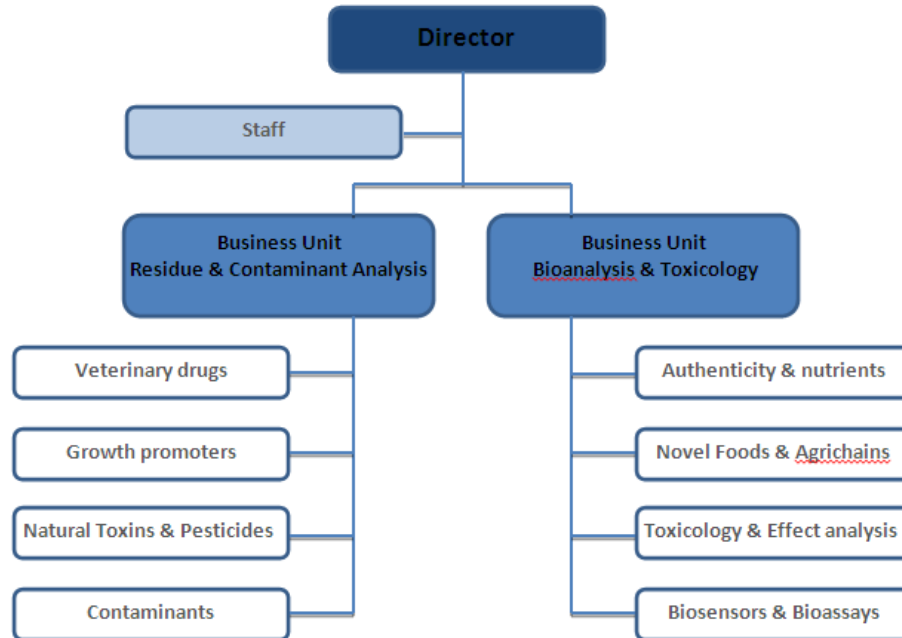 Director
Staff
Business Unit
Residue & Contaminant Analysis
Business Unit
Bioanalysis & Toxicology
Veterinary drugs
Growth promoters
Natural Toxins & Pesticides
Contaminants
Authenticity & nutrients
Novel Foods & Agrichains
Toxicology & Effect analysis
Biosensors & Bioassays